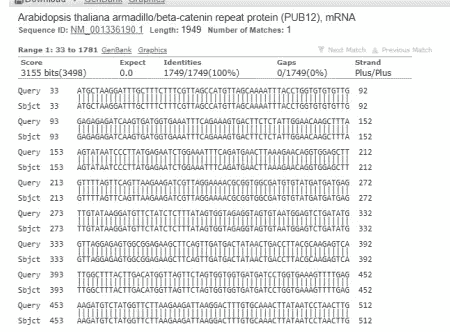 Download GenBank Graphics
Arabidopsis thaliana armadillo/beta-catenin repeat protein (PUB12), mRNA
Sequence ID: NM_001336190.1 Length: 1949 Number of Matches: 1
Range 1: 33 to 1781 GenBank Graphics Next Match Previous Match
Score Expect Identities Gaps Strand
3155 bits(3498) 0.0 1749/1749(100%) 0/1749(0%) Plus/Plus
Query 33 ATGCTAAGGATTTGCTTTCTTTCGTTAGCCATGTTAGCAAAATTTACCTGGTGTGTGTTG 92
Sbjct 33 ATGCTAAGGATTTGCTTTCTTTCGTTAGCCATGTTAGCAAAATTTACCTGGTGTGTGTTG 92
Query 93 GAGAGAGATCAAGTGATGGTGAAATTTCAGAAAGTGACTTCTCTATTGGAACAAGCTTTA 152
Sbjct 93 GAGAGAGATCAAGTGATGGTGAAATTTCAGAAAGTGACTTCTCTATTGGAACAAGCTTTA 152
Query 153 AGTATAATCCCTTATGAGAATCTGGAAATTTCAGATGAACTTAAAGAACAGGTGGAGCTT 212
Sbjct 153 AGTATAATCCCTTATGAGAATCTGGAAATTTCAGATGAACTTAAAGAACAGGTGGAGCTT 212
Query 213 GTTTTAGTTCAGTTAAGAAGATCGTTAGGAAAACGCGGTGGCGATGTGTATGATGATGAG 272
Sbjct 213 GTTTTAGTTCAGTTAAGAAGATCGTTAGGAAAACGCGGTGGCGATGTGTATGATGATGAG 272
Query 273 TTGTATAAGGATGTTCTATCTCTTTATAGTGGTAGAGGTAGTGTAATGGAGTCTGATATG 332
Sbjct 273 TTGTATAAGGATGTTCTATCTCTTTATAGTGGTAGAGGTAGTGTAATGGAGTCTGATATG 332
Query 333 GTTAGGAGAGTGGCGGAGAAGCTTCAGTTGATGACTATAACTGACCTTACGCAAGAGTCA 392
Sbjct 333 GTTAGGAGAGTGGCGGAGAAGCTTCAGTTGATGACTATAACTGACCTTACGCAAGAGTCA 392
Query 393 TTGGCTTTACTTGACATGGTTAGTTCTAGTGGTGGTGATGATCCTGGTGAAAGTTTTGAG 452
Sbjct 393 TTGGCTTTACTTGACATGGTTAGTTCTAGTGGTGGTGATGATCCTGGTGAAAGTTTTGAG 452
Query 453 AAGATGTCTATGGTTCTTAAGAAGATTAAGGACTTTGTGCAAACTTATAATCCTAACTTG 512
Sbjct 453 AAGATGTCTATGGTTCTTAAGAAGATTAAGGACTTTGTGCAAACTTATAATCCTAACTTG 512